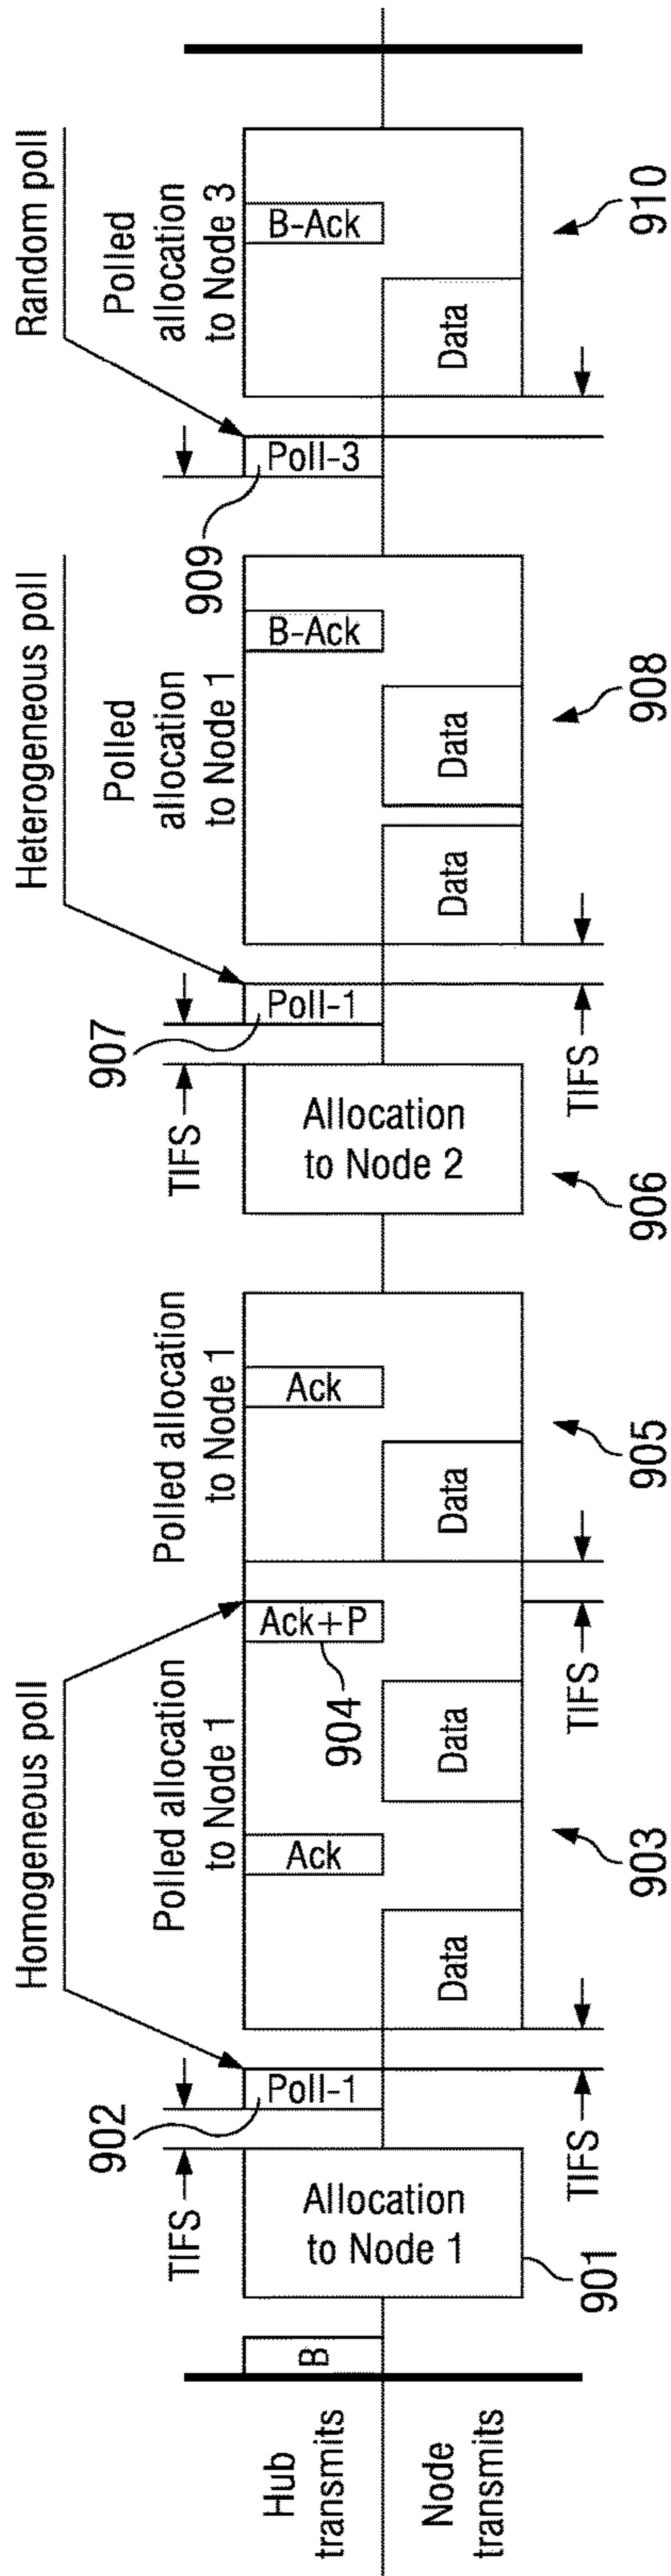 Homogeneous poll
Heterogeneous poll
Random poll
Polled allocation
to Node 1
Polled allocation
to Node 1
Polled
allocation
to Node 1
Polled
allocation
to Node 3
902
907
909
TIFS
TIFS
Hub
transmits
B
Allocation
to Node 1
Poll-1
Ack
Ack+P
904
Ack
Allocation
to Node 2
Poll-1
B-Ack
Poll-3
B-Ack
Node
transmits
Data
Data
Data
Data
Data
Data
TIFS
TIFS
TIFS
901
903
905
906
908
910